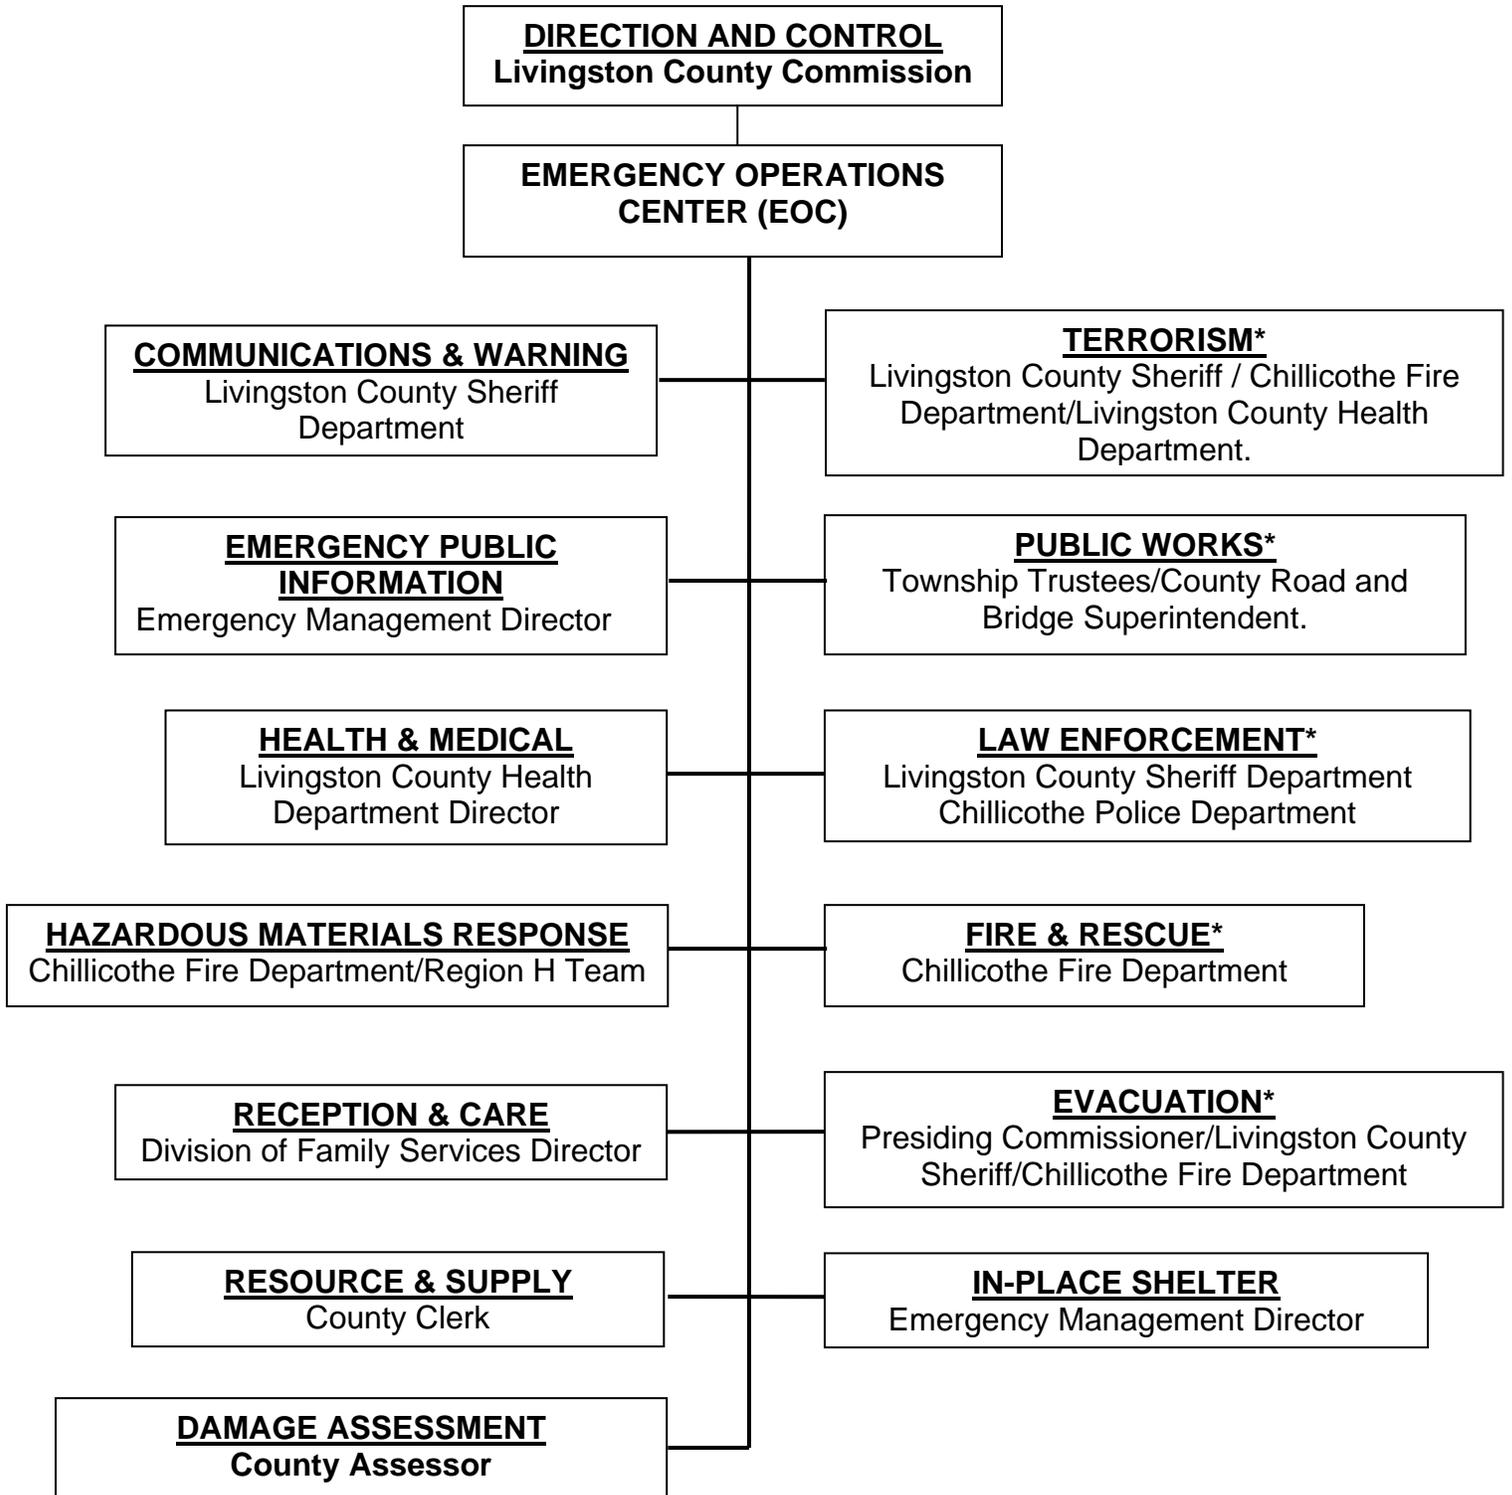 DIRECTION AND CONTROL
Livingston County Commission
EMERGENCY OPERATIONS
CENTER (EOC)
COMMUNICATIONS & WARNING
Livingston County Sheriff
Department
TERRORISM*
Livingston County Sheriff / Chillicothe Fire
Department/Livingston County Health
Department.
EMERGENCY PUBLIC
INFORMATION
Emergency Management Director
PUBLIC WORKS*
Township Trustees/County Road and
Bridge Superintendent.
HEALTH & MEDICAL
Livingston County Health
Department Director
LAW ENFORCEMENT*
Livingston County Sheriff Department
Chillicothe Police Department
HAZARDOUS MATERIALS RESPONSE
Chillicothe Fire Department/Region H Team
FIRE & RESCUE*
Chillicothe Fire Department
RECEPTION & CARE
Division of Family Services Director
EVACUATION*
Presiding Commissioner/Livingston County
Sheriff/Chillicothe Fire Department
RESOURCE & SUPPLY
County Clerk
IN-PLACE SHELTER
Emergency Management Director
DAMAGE ASSESSMENT
County Assessor